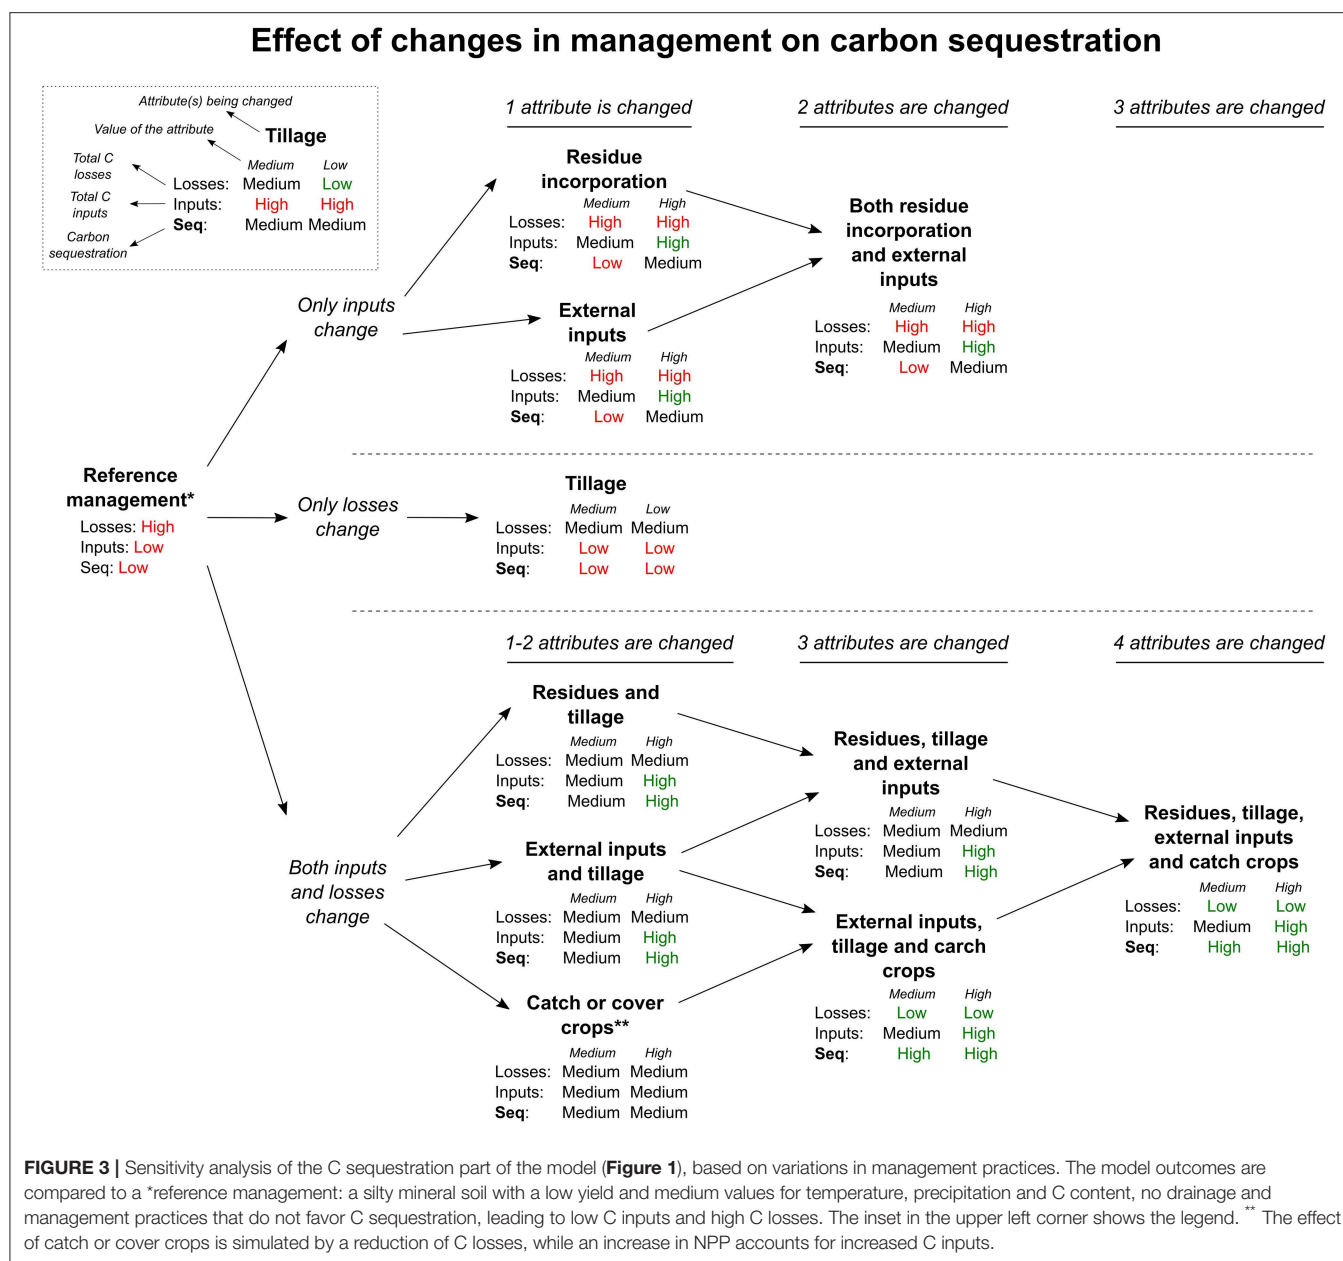 Effect of changes in management on carbon sequestration
Attribute(s) being changed
Value of the attribute
Tillage
Total C
losses
Total C
inputs
Carbon
sequestration
Medium Low
Losses: Medium Low
Inputs: High High
Seq: Medium Medium
1 attribute is changed
2 attributes are changed
3 attributes are changed
Reference
management*
Losses: High
Inputs: Low
Seq: Low
Only inputs
change
Residue
incorporation
Medium High
Losses: High High
Inputs: Medium High
Seq: Low Medium
External
inputs
Medium High
Losses: High High
Inputs: Medium High
Seq: Low Medium
Both residue
incorporation
and external
inputs
Medium High
Losses: High High
Inputs: Medium High
Seq: Low Medium
Only losses
change
Tillage
Medium Low
Losses: Medium Medium
Inputs: Low Low
Seq: Low Low
1-2 attributes are changed
3 attributes are changed
4 attributes are changed
Both inputs
and losses
change
Residues and
tillage
Medium High
Losses: Medium Medium
Inputs: Medium High
Seq: Medium High
External inputs
and tillage
Medium High
Losses: Medium Medium
Inputs: Medium High
Seq: Medium High
Catch or cover
crops**
Medium High
Losses: Medium Medium
Inputs: Medium Medium
Seq: Medium Medium
Residues, tillage
and external
inputs
Medium High
Losses: Medium Medium
Inputs: Medium High
Seq: Medium High
External inputs,
tillage and carch
crops
Medium High
Losses: Low Low
Inputs: Medium High
Seq: High High
Residues, tillage,
external inputs
and catch crops
Medium High
Losses: Low Low
Inputs: Medium High
Seq: High High
FIGURE 3 | Sensitivity analysis of the C sequestration part of the model (Figure 1), based on variations in management practices. The model outcomes are
compared to a *reference management: a silty mineral soil with a low yield and medium values for temperature, precipitation and C content, no drainage and
management practices that do not favor C sequestration, leading to low C inputs and high C losses. The inset in the upper left corner shows the legend. ** The effect
of catch or cover crops is simulated by a reduction of C losses, while an increase in NPP accounts for increased C inputs.